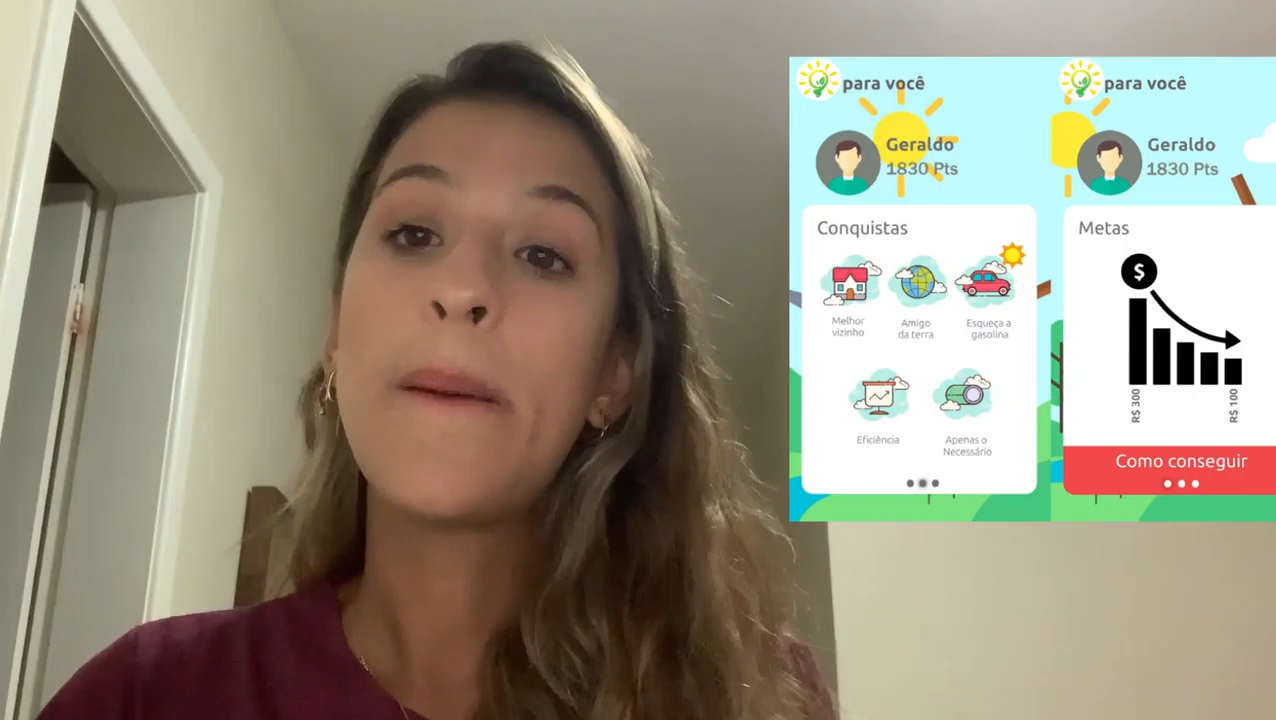 para você
Geraldo
1830 Pts
Conquistas
Melhor
vizinho
Amigo
da terra
Esqueça a
gasolina
Eficiência
Apenas o
Necessário
para você
Geraldo
1830 Pts
Metas
$
R$ 300
R$ 100
Como conseguir